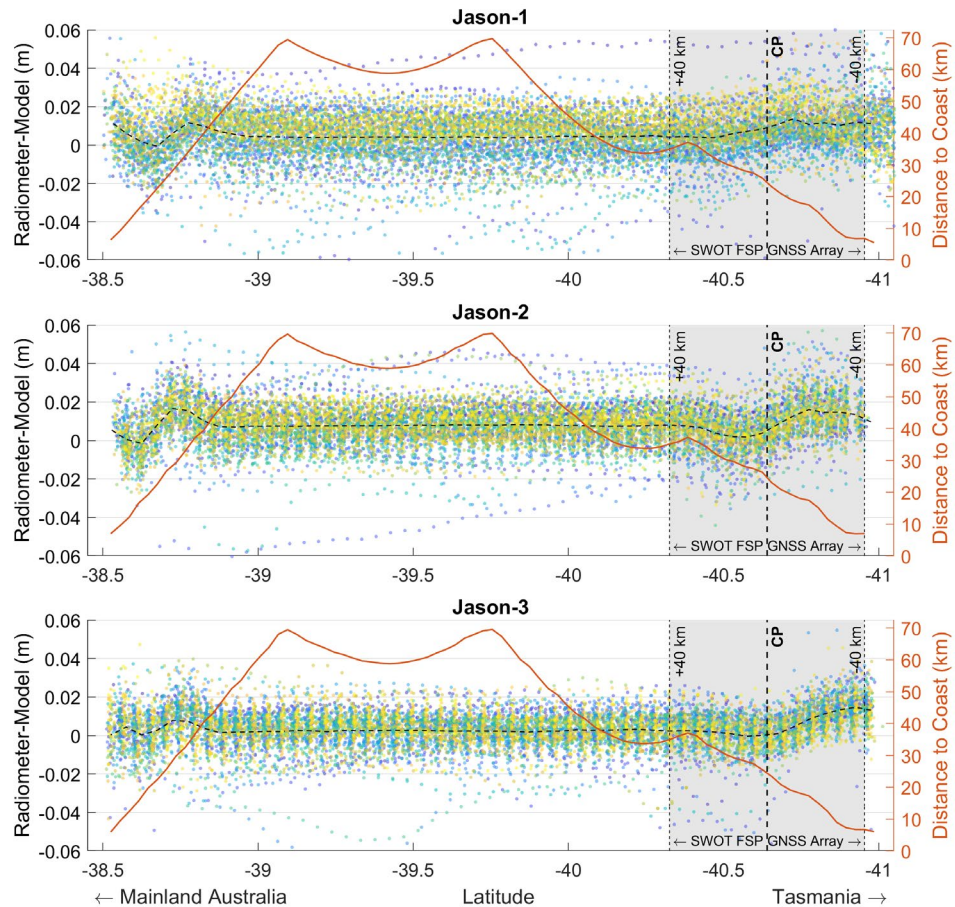 Jason-1
0.06
0.04
0.02
0
-0.02
-0.04
-0.06
Radiometer-Model (m)
-38.5
-39
-39.5
-40
-40.5
-41
+40 km
CP
-40 km
← SWOT FSP GNSS Array →
70
60
50
40
30
20
10
0
Distance to Coast (km)
Jason-2
0.06
0.04
0.02
0
-0.02
-0.04
-0.06
Radiometer-Model (m)
-38.5
-39
-39.5
-40
-40.5
-41
+40 km
CP
-40 km
← SWOT FSP GNSS Array →
70
60
50
40
30
20
10
0
Distance to Coast (km)
Jason-3
0.06
0.04
0.02
0
-0.02
-0.04
-0.06
Radiometer-Model (m)
-38.5
-39
-39.5
-40
-40.5
-41
+40 km
CP
-40 km
← SWOT FSP GNSS Array →
70
60
50
40
30
20
10
0
Distance to Coast (km)
← Mainland Australia
Latitude
Tasmania →